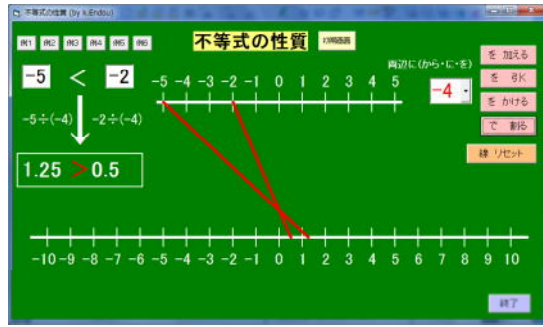 不等式の性質 (by k.Endou)
例1 例2 例3 例4 例5 例6
不等式の性質
初期画面
両辺に(から・に・を)
-5 < -2
-4
を 加える
を 引く
を かける
で 割る
線 リセット
-5 -4 -3 -2 -1 0 1 2 3 4 5
-5÷(-4) -2÷(-4)
1.25 > 0.5
-10 -9 -8 -7 -6 -5 -4 -3 -2 -1 0 1 2 3 4 5 6 7 8 9 10
終了